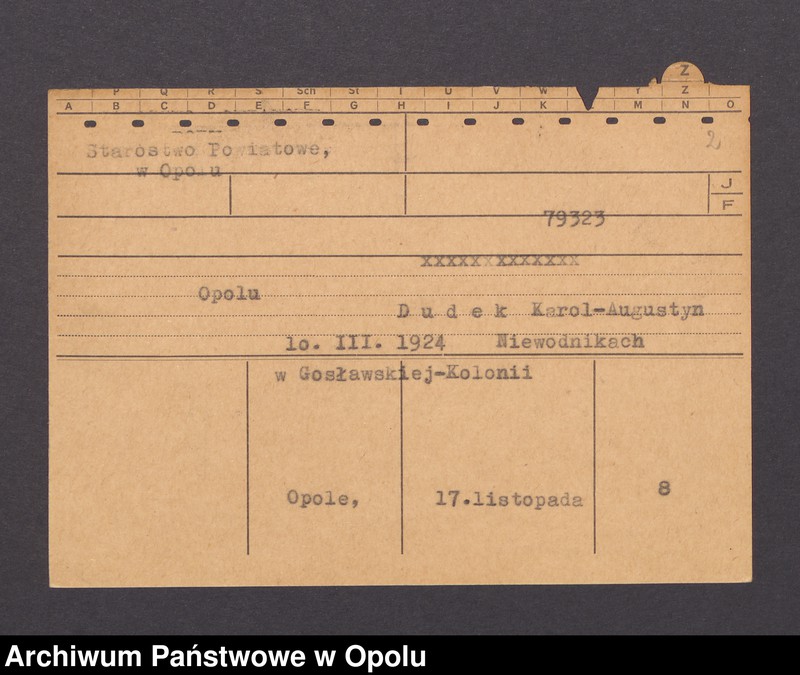 P Q R S Sch St T U V W Y Z
Z
A B C D E F G H I J K M N O
2
Starostwo Powiatowe,
w Opolu
J
F
79323
xxxxxxxxxxxxx
Opolu
D u d e k Karol-Augustyn
lo. III. 1924 Niewodnikach
w Gosławskiej-Kolonii
Opole, 17.listopada 8
Archiwum Państwowe w Opolu